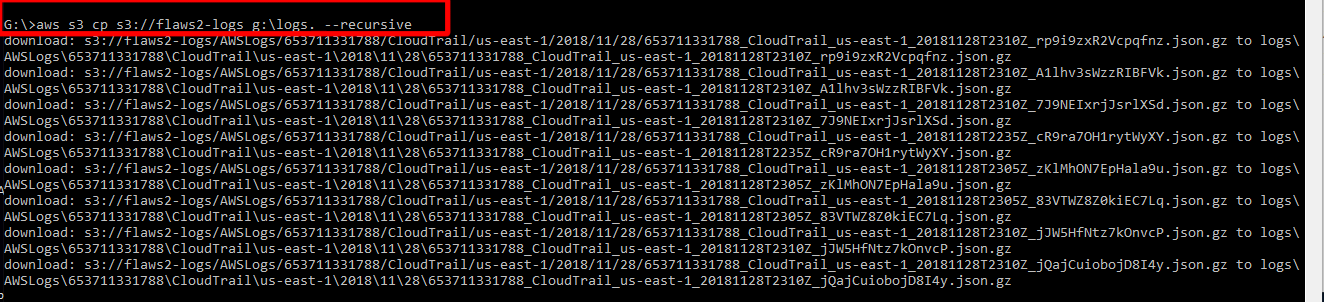 G:\>aws s3 cp s3://flaws2-logs g:\logs. --recursive
download: s3://flaws2-logs/AWSLogs/653711331788/CloudTrail/us-east-1/2018/11/28/653711331788_CloudTrail_us-east-1_20181128T2310Z_rp9i9zxR2Vcpqfnz.json.gz to logs\
AWSLogs\653711331788\CloudTrail\us-east-1\2018\11\28\653711331788_CloudTrail_us-east-1_20181128T2310Z_rp9i9zxR2Vcpqfnz.json.gz
download: s3://flaws2-logs/AWSLogs/653711331788/CloudTrail/us-east-1/2018/11/28/653711331788_CloudTrail_us-east-1_20181128T2310Z_A1lhv3sWzzRIBFVk.json.gz to logs\
AWSLogs\653711331788\CloudTrail\us-east-1\2018\11\28\653711331788_CloudTrail_us-east-1_20181128T2310Z_A1lhv3sWzzRIBFVk.json.gz
download: s3://flaws2-logs/AWSLogs/653711331788/CloudTrail/us-east-1/2018/11/28/653711331788_CloudTrail_us-east-1_20181128T2310Z_7J9NEIxrjJsrlXSd.json.gz to logs\
AWSLogs\653711331788\CloudTrail\us-east-1\2018\11\28\653711331788_CloudTrail_us-east-1_20181128T2310Z_7J9NEIxrjJsrlXSd.json.gz
download: s3://flaws2-logs/AWSLogs/653711331788/CloudTrail/us-east-1/2018/11/28/653711331788_CloudTrail_us-east-1_20181128T2235Z_cR9ra7OH1rytWyXY.json.gz to logs\
AWSLogs\653711331788\CloudTrail\us-east-1\2018\11\28\653711331788_CloudTrail_us-east-1_20181128T2235Z_cR9ra7OH1rytWyXY.json.gz
download: s3://flaws2-logs/AWSLogs/653711331788/CloudTrail/us-east-1/2018/11/28/653711331788_CloudTrail_us-east-1_20181128T2305Z_zKlMhON7EpHala9u.json.gz to logs\
AWSLogs\653711331788\CloudTrail\us-east-1\2018\11\28\653711331788_CloudTrail_us-east-1_20181128T2305Z_zKlMhON7EpHala9u.json.gz
download: s3://flaws2-logs/AWSLogs/653711331788/CloudTrail/us-east-1/2018/11/28/653711331788_CloudTrail_us-east-1_20181128T2305Z_83VTWZ8Z0kiEC7Lq.json.gz to logs\
AWSLogs\653711331788\CloudTrail\us-east-1\2018\11\28\653711331788_CloudTrail_us-east-1_20181128T2305Z_83VTWZ8Z0kiEC7Lq.json.gz
download: s3://flaws2-logs/AWSLogs/653711331788/CloudTrail/us-east-1/2018/11/28/653711331788_CloudTrail_us-east-1_20181128T2310Z_jJW5HfNtz7kOnvcP.json.gz to logs\
AWSLogs\653711331788\CloudTrail\us-east-1\2018\11\28\653711331788_CloudTrail_us-east-1_20181128T2310Z_jJW5HfNtz7kOnvcP.json.gz
download: s3://flaws2-logs/AWSLogs/653711331788/CloudTrail/us-east-1/2018/11/28/653711331788_CloudTrail_us-east-1_20181128T2310Z_jQajCuiobojD8I4y.json.gz to logs\
AWSLogs\653711331788\CloudTrail\us-east-1\2018\11\28\653711331788_CloudTrail_us-east-1_20181128T2310Z_jQajCuiobojD8I4y.json.gz